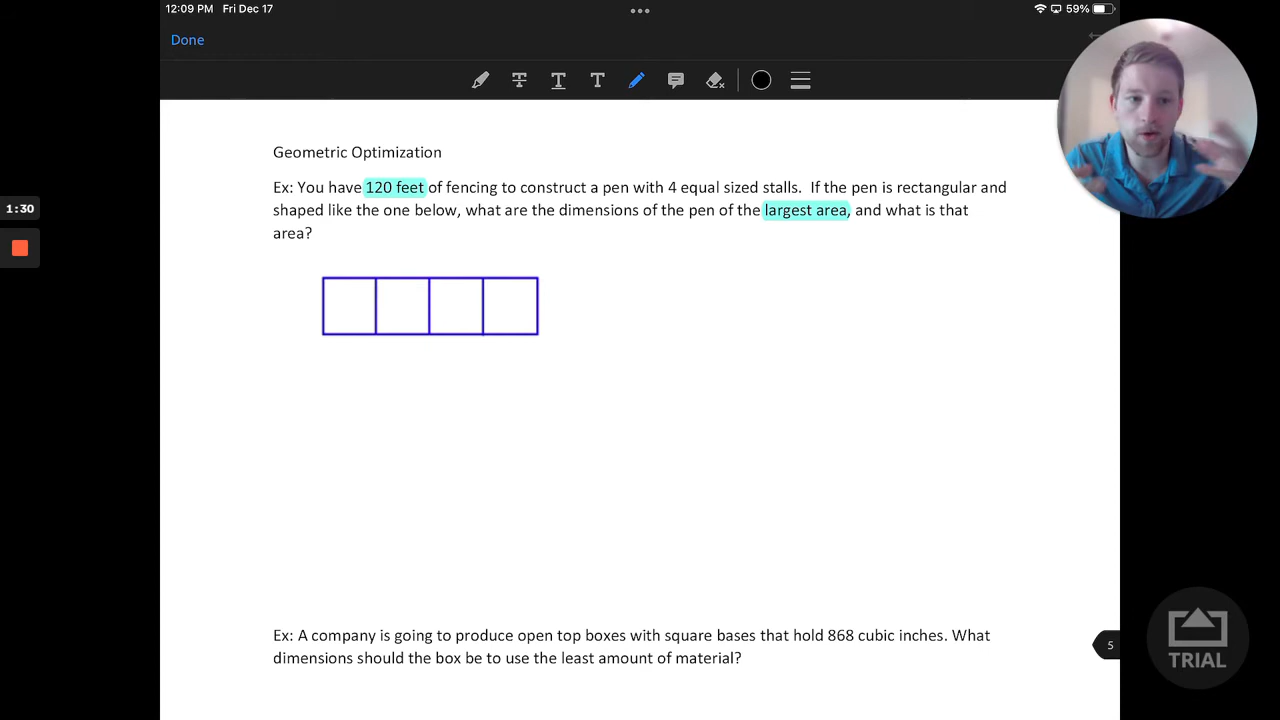 12:09 PM Fri Dec 17
59%
Done
T T T
Geometric Optimization
Ex: You have 120 feet of fencing to construct a pen with 4 equal sized stalls. If the pen is rectangular and
shaped like the one below, what are the dimensions of the pen of the largest area, and what is that
area?
1:30
Ex: A company is going to produce open top boxes with square bases that hold 868 cubic inches. What
dimensions should the box be to use the least amount of material?
5
TRIAL